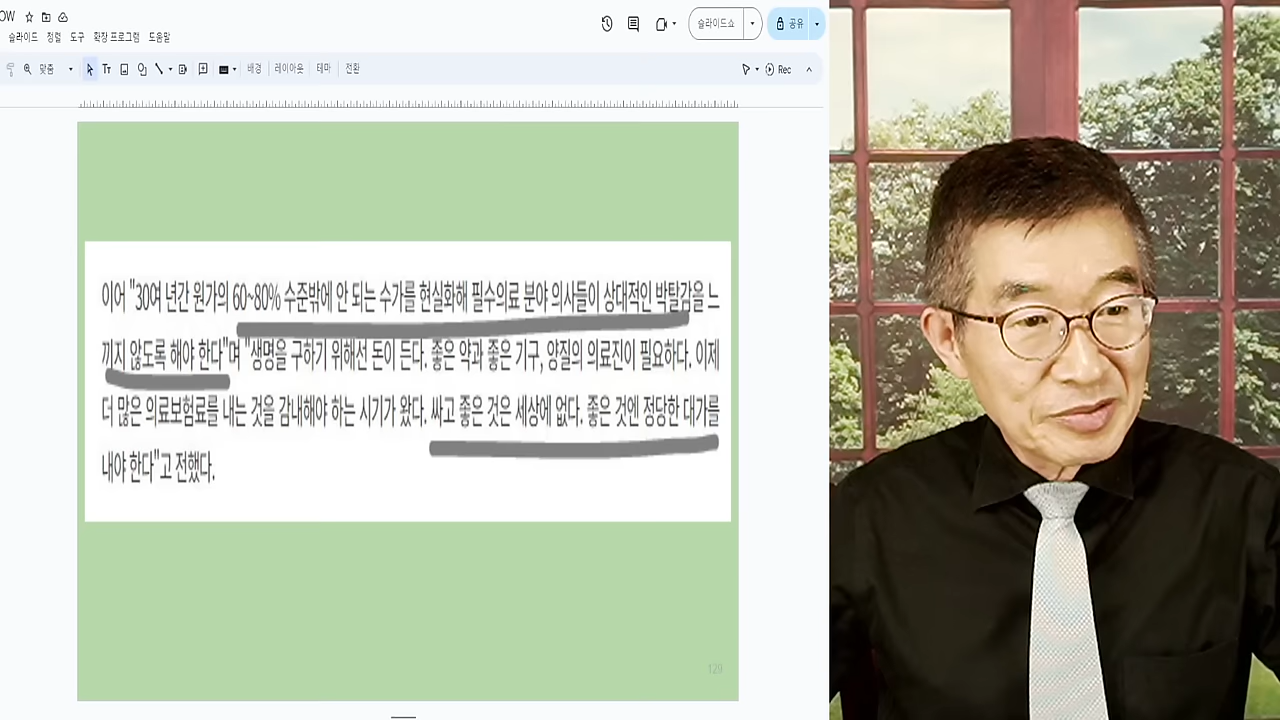 OW
슬라이드 정렬 도구 확장 프로그램 도움말
슬라이드쇼
공유
맞춤
Tт
배경 레이아웃 테마 전환
Rec
이어 "30여 년간 원가의 60~80% 수준밖에 안 되는 수가를 현실화해 필수의료 분야 의사들이 상대적인 박탈감을 느
끼지 않도록 해야 한다"며 "생명을 구하기 위해선 돈이 든다. 좋은 약과 좋은 기구, 양질의 의료진이 필요하다. 이제
더 많은 의료보험료를 내는 것을 감내해야 하는 시기가 왔다. 싸고 좋은 것은 세상에 없다. 좋은 것엔 정당한 대가를
내야 한다"고 전했다.
129